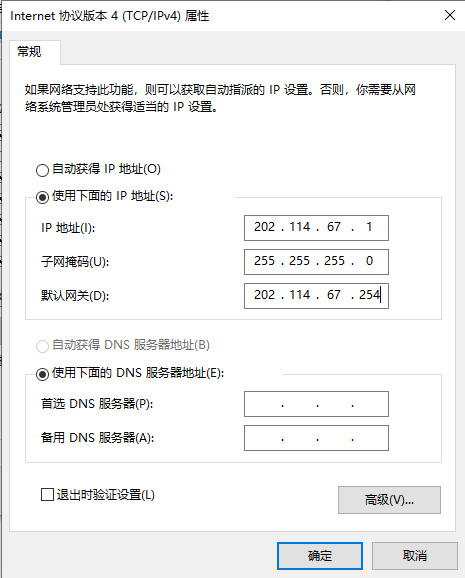 Internet 协议版本 4 (TCP/IPv4) 属性
常规
如果网络支持此功能，则可以获取自动指派的 IP 设置。否则，你需要从网
络系统管理员处获得适当的 IP 设置。
自动获得 IP 地址(O)
使用下面的 IP 地址(S):
IP 地址(I):
202 . 114 . 67 . 1
子网掩码(U):
255 . 255 . 255 . 0
默认网关(D):
202 . 114 . 67 . 254
自动获得 DNS 服务器地址(B)
使用下面的 DNS 服务器地址(E):
首选 DNS 服务器(P):
. . .
备用 DNS 服务器(A):
. . .
退出时验证设置(L)
高级(V)...
确定
取消